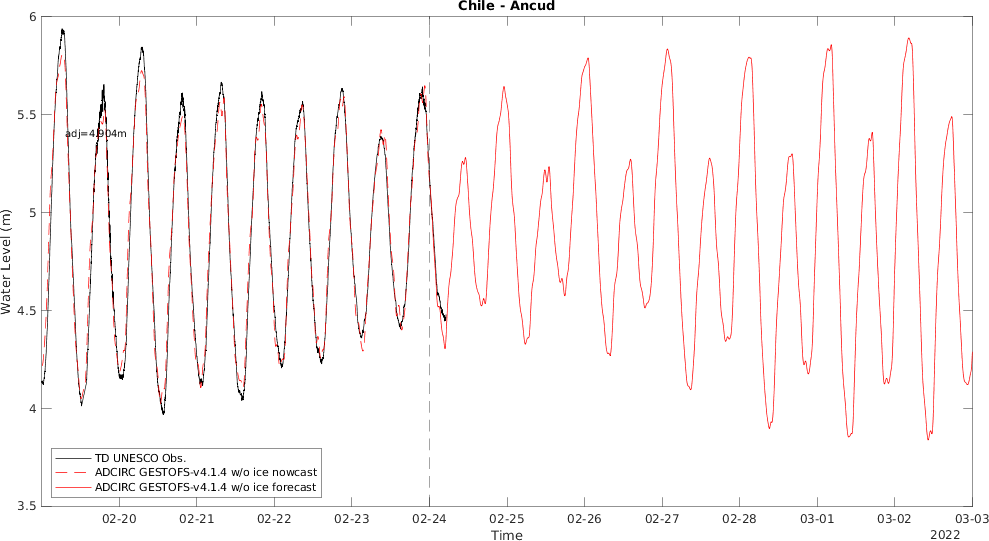 Chile - Ancud
6
5.5
5
4.5
4
3.5
Water Level (m)
adj=4.904m
TD UNESCO Obs.
ADCIRC GESTOFS-v4.1.4 w/o ice nowcast
ADCIRC GESTOFS-v4.1.4 w/o ice forecast
02-20 02-21 02-22 02-23 02-24 02-25 02-26 02-27 02-28 03-01 03-02 03-03
Time
2022